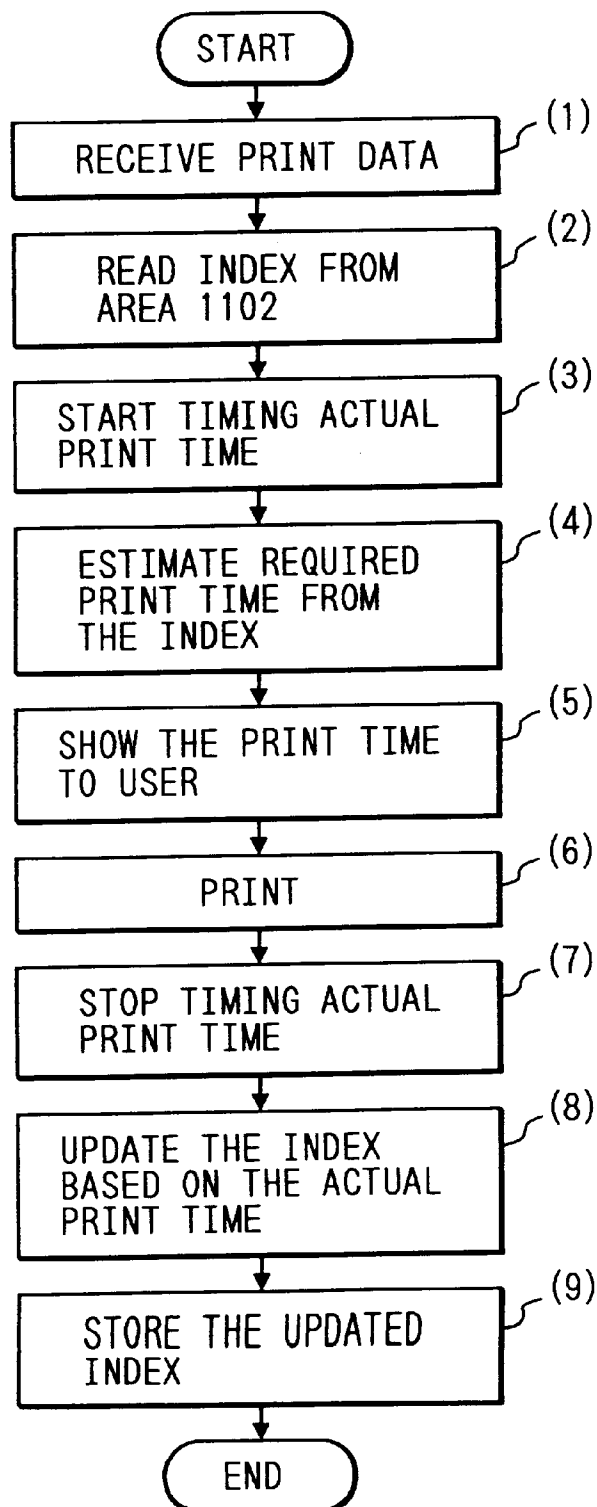 START
(1)
RECEIVE PRINT DATA
(2)
READ INDEX FROM
AREA 1102
(3)
START TIMING ACTUAL
PRINT TIME
(4)
ESTIMATE REQUIRED
PRINT TIME FROM
THE INDEX
(5)
SHOW THE PRINT TIME
TO USER
(6)
PRINT
(7)
STOP TIMING ACTUAL
PRINT TIME
(8)
UPDATE THE INDEX
BASED ON THE ACTUAL
PRINT TIME
(9)
STORE THE UPDATED
INDEX
END